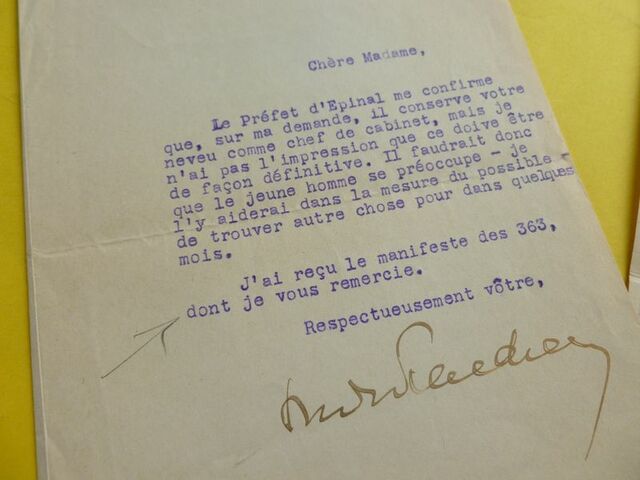 Chère Madame,
Le Préfet d'Epinal me confirme
que, sur ma demande, il conserve votre
neveu comme chef de cabinet, mais je
n'ai pas l'impression que ce doive être
de façon définitive. Il faudrait donc
que le jeune homme se préoccupe - je
l'y aiderai dans la mesure du possible -
de trouver autre chose pour dans quelques
mois.
J'ai reçu le manifeste des 363,
dont je vous remercie.
Respectueusement vôtre,